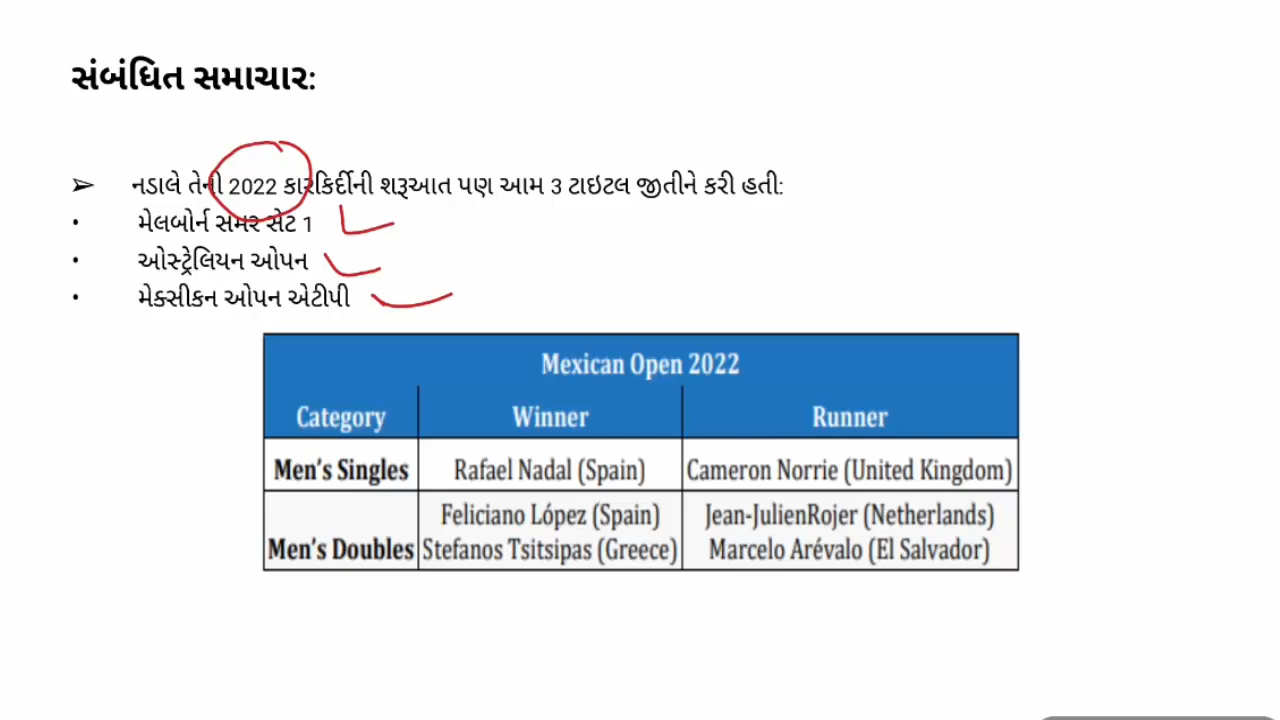 સંબંધિત સમાચાર:
➢ નડાલે તેની 2022 કારકિર્દીની શરૂઆત પણ આમ 3 ટાઇટલ જીતીને કરી હતી:
• મેલબોર્ન સમર સેટ 1
• ઓસ્ટ્રેલિયન ઓપન
• મેક્સીકન ઓપન એટીપી
Mexican Open 2022
Category Winner Runner
Men's Singles Rafael Nadal (Spain) Cameron Norrie (United Kingdom)
Feliciano López (Spain) Jean-JulienRojer (Netherlands)
Men's Doubles Stefanos Tsitsipas (Greece) Marcelo Arévalo (El Salvador)